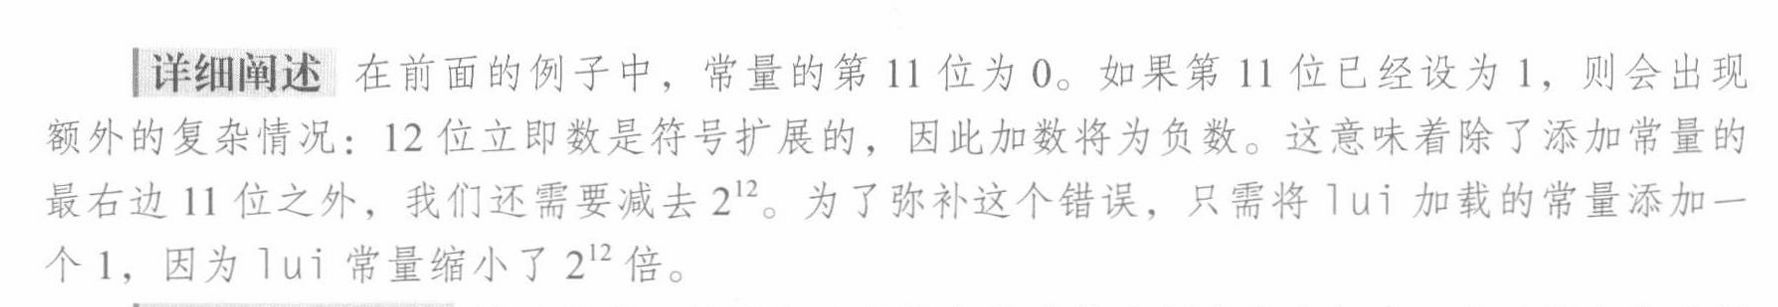 详细阐述 在前面的例子中，常量的第 11 位为 0。如果第 11 位已经设为 1，则会出现
额外的复杂情况：12 位立即数是符号扩展的，因此加数将为负数。这意味着除了添加常量的
最右边 11 位之外，我们还需要减去 2¹²。为了弥补这个错误，只需将 lui 加载的常量添加一
个 1，因为 lui 常量缩小了 2¹² 倍。